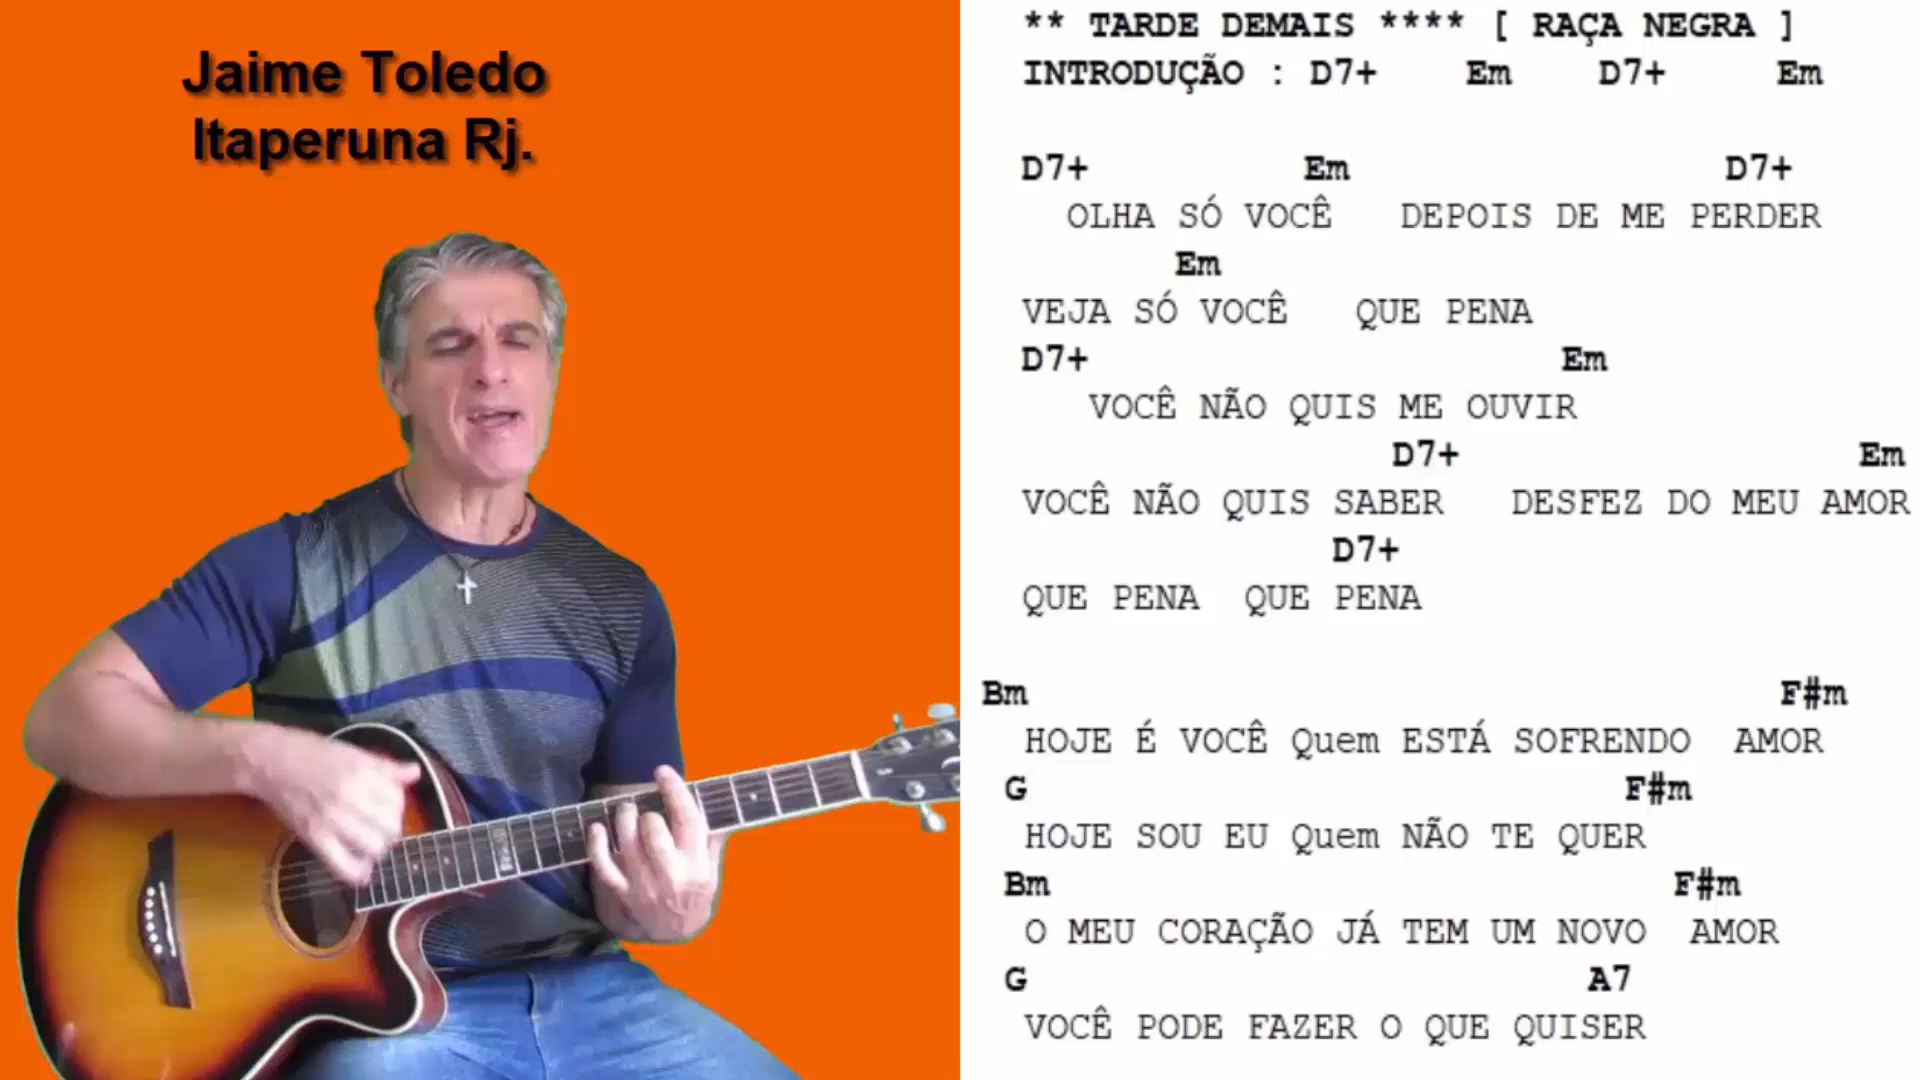 Jaime Toledo
Itaperuna Rj.
** TARDE DEMAIS **** [ RAÇA NEGRA ]
INTRODUÇÃO : D7+ Em D7+ Em
D7+ Em D7+
OLHA SÓ VOCÊ DEPOIS DE ME PERDER
Em
VEJA SÓ VOCÊ QUE PENA
D7+ Em
VOCÊ NÃO QUIS ME OUVIR
D7+ Em
VOCÊ NÃO QUIS SABER DESFEZ DO MEU AMOR
D7+
QUE PENA QUE PENA
Bm F#m
HOJE É VOCÊ Quem ESTÁ SOFRENDO AMOR
G F#m
HOJE SOU EU Quem NÃO TE QUER
Bm F#m
O MEU CORAÇÃO JÁ TEM UM NOVO AMOR
G A7
VOCÊ PODE FAZER O QUE QUISER